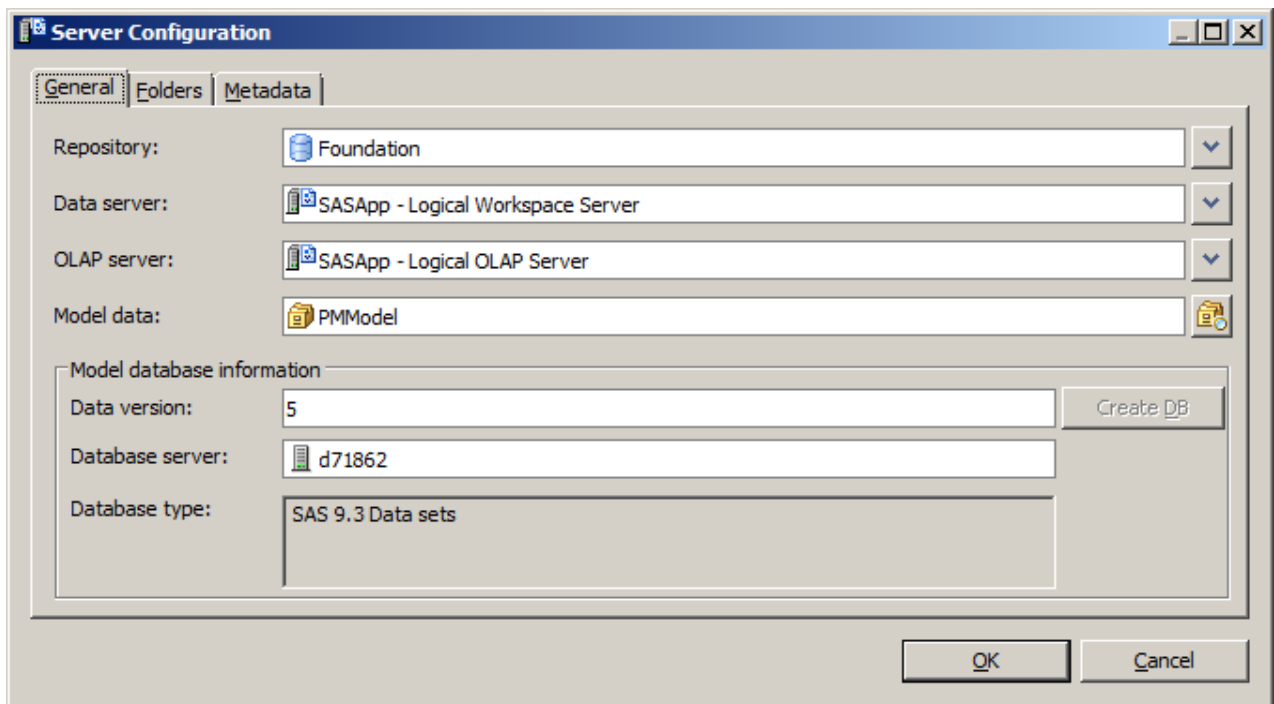 Server Configuration
General Folders Metadata
Repository: Foundation
Data server: SASApp - Logical Workspace Server
OLAP server: SASApp - Logical OLAP Server
Model data: PMModel
Model database information
Data version: 5 Create DB
Database server: d71862
Database type: SAS 9.3 Data sets
OK Cancel